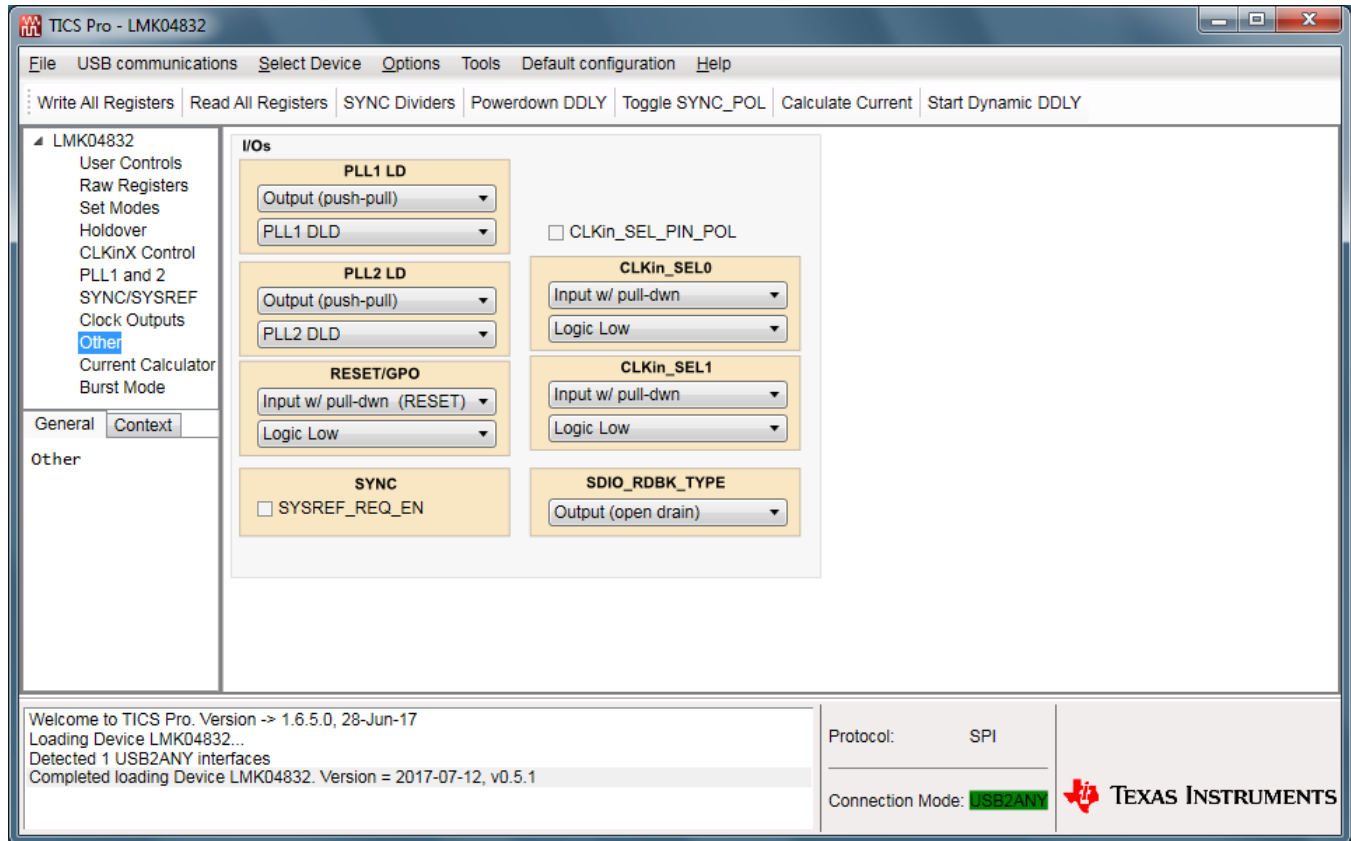 TICS Pro - LMK04832
File USB communications Select Device Options Tools Default configuration Help
Write All Registers Read All Registers SYNC Dividers Powerdown DDLY Toggle SYNC_POL Calculate Current Start Dynamic DDLY
LMK04832
User Controls
Raw Registers
Set Modes
Holdover
CLKinX Control
PLL1 and 2
SYNC/SYSREF
Clock Outputs
Other
Current Calculator
Burst Mode
General Context
Other
I/Os
PLL1 LD
Output (push-pull)
PLL1 DLD
PLL2 LD
Output (push-pull)
PLL2 DLD
RESET/GPO
Input w/ pull-dwn (RESET)
Logic Low
SYNC
SYSREF_REQ_EN
CLKin_SEL_PIN_POL
CLKin_SEL0
Input w/ pull-dwn
Logic Low
CLKin_SEL1
Input w/ pull-dwn
Logic Low
SDIO_RDBK_TYPE
Output (open drain)
Welcome to TICS Pro. Version -> 1.6.5.0, 28-Jun-17
Loading Device LMK04832...
Detected 1 USB2ANY interfaces
Completed loading Device LMK04832. Version = 2017-07-12, v0.5.1
Protocol: SPI
Connection Mode: USB2ANY
TEXAS INSTRUMENTS